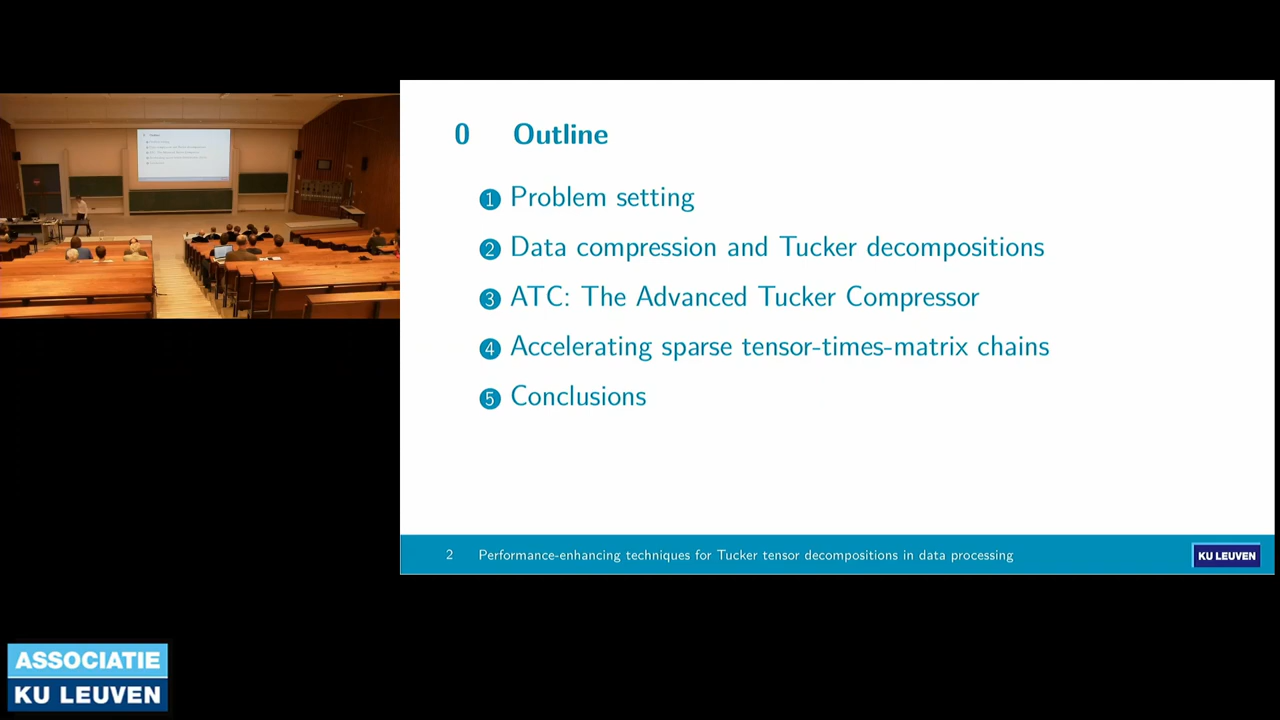 0 Outline
1 Problem setting
2 Data compression and Tucker decompositions
3 ATC: The Advanced Tucker Compressor
4 Accelerating sparse tensor-times-matrix chains
5 Conclusions
2 Performance-enhancing techniques for Tucker tensor decompositions in data processing
KU LEUVEN
ASSOCIATIE
KU LEUVEN